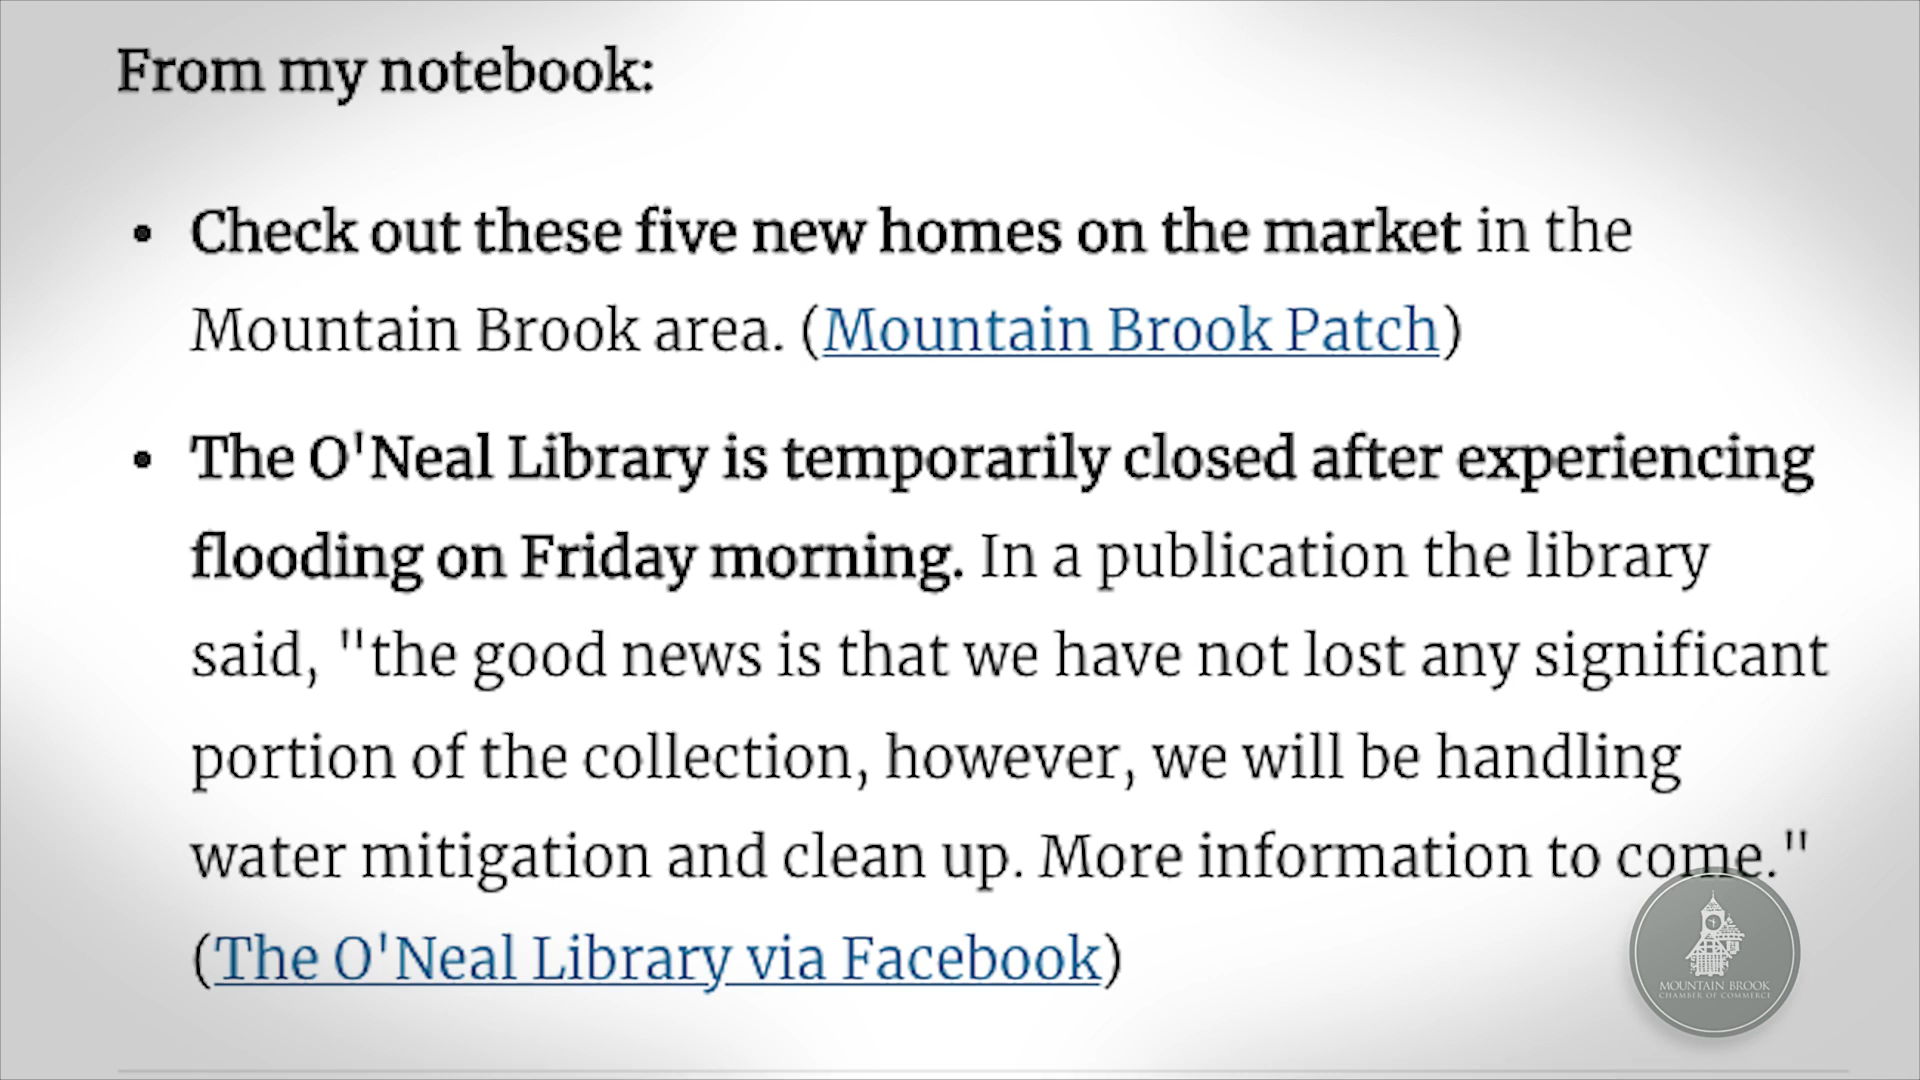 From my notebook:
• Check out these five new homes on the market in the
Mountain Brook area. (Mountain Brook Patch)
• The O'Neal Library is temporarily closed after experiencing
flooding on Friday morning. In a publication the library
said, "the good news is that we have not lost any significant
portion of the collection, however, we will be handling
water mitigation and clean up. More information to come."
(The O'Neal Library via Facebook)
MOUNTAIN BROOK
CHAMBER OF COMMERCE